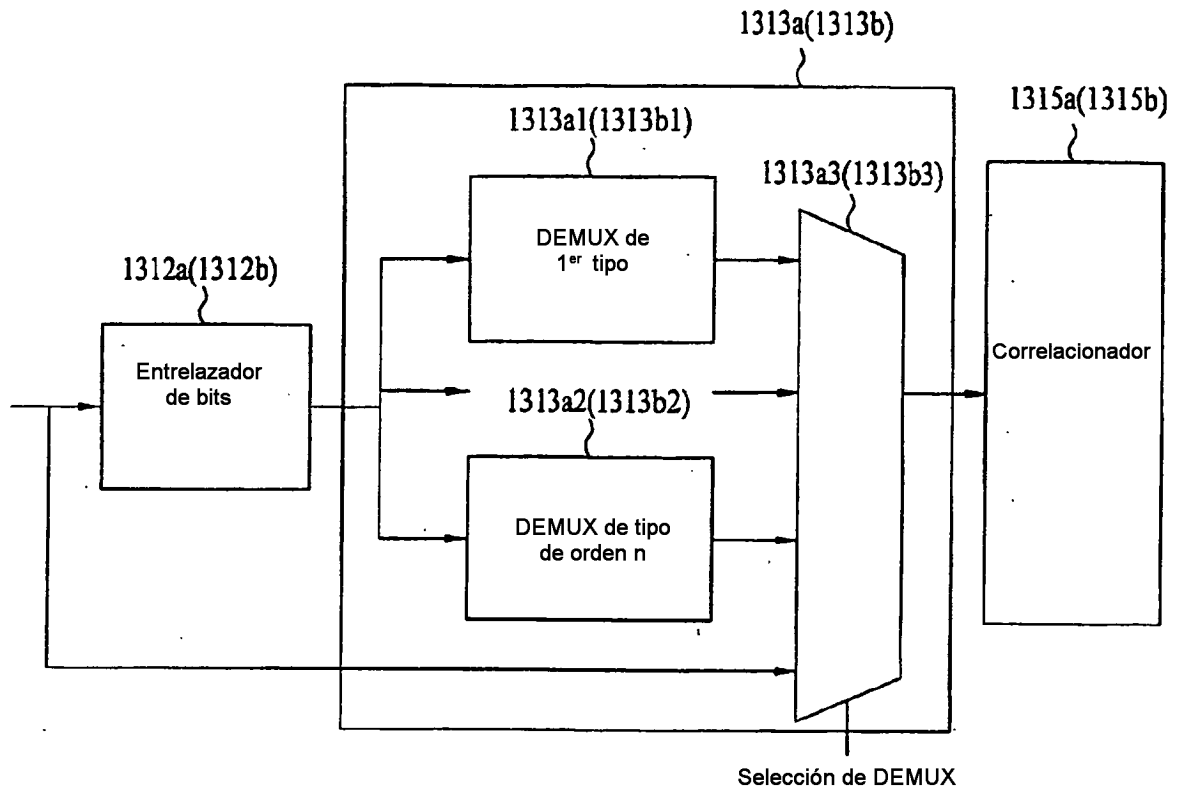 1313a(1313b)
1315a(1315b)
1313a1(1313b1)
1313a3(1313b3)
DEMUX de
1er tipo
1312a(1312b)
Entrelazador
de bits
Correlacionador
1313a2(1313b2)
DEMUX de tipo
de orden n
Selección de DEMUX